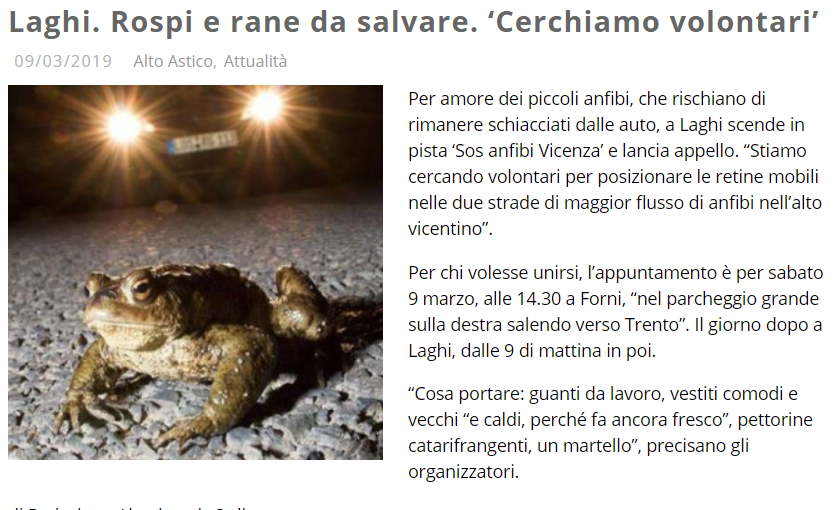 Laghi. Rospi e rane da salvare. ‘Cerchiamo volontari’
09/03/2019 Alto Astico, Attualità
Per amore dei piccoli anfibi, che rischiano di
rimanere schiacciati dalle auto, a Laghi scende in
pista ‘Sos anfibi Vicenza’ e lancia appello. “Stiamo
cercando volontari per posizionare le retine mobili
nelle due strade di maggior flusso di anfibi nell’alto
vicentino”.
Per chi volesse unirsi, l’appuntamento è per sabato
9 marzo, alle 14.30 a Forni, “nel parcheggio grande
sulla destra salendo verso Trento”. Il giorno dopo a
Laghi, dalle 9 di mattina in poi.
“Cosa portare: guanti da lavoro, vestiti comodi e
vecchi “e caldi, perché fa ancora fresco”, pettorine
catarifrangenti, un martello”, precisano gli
organizzatori.